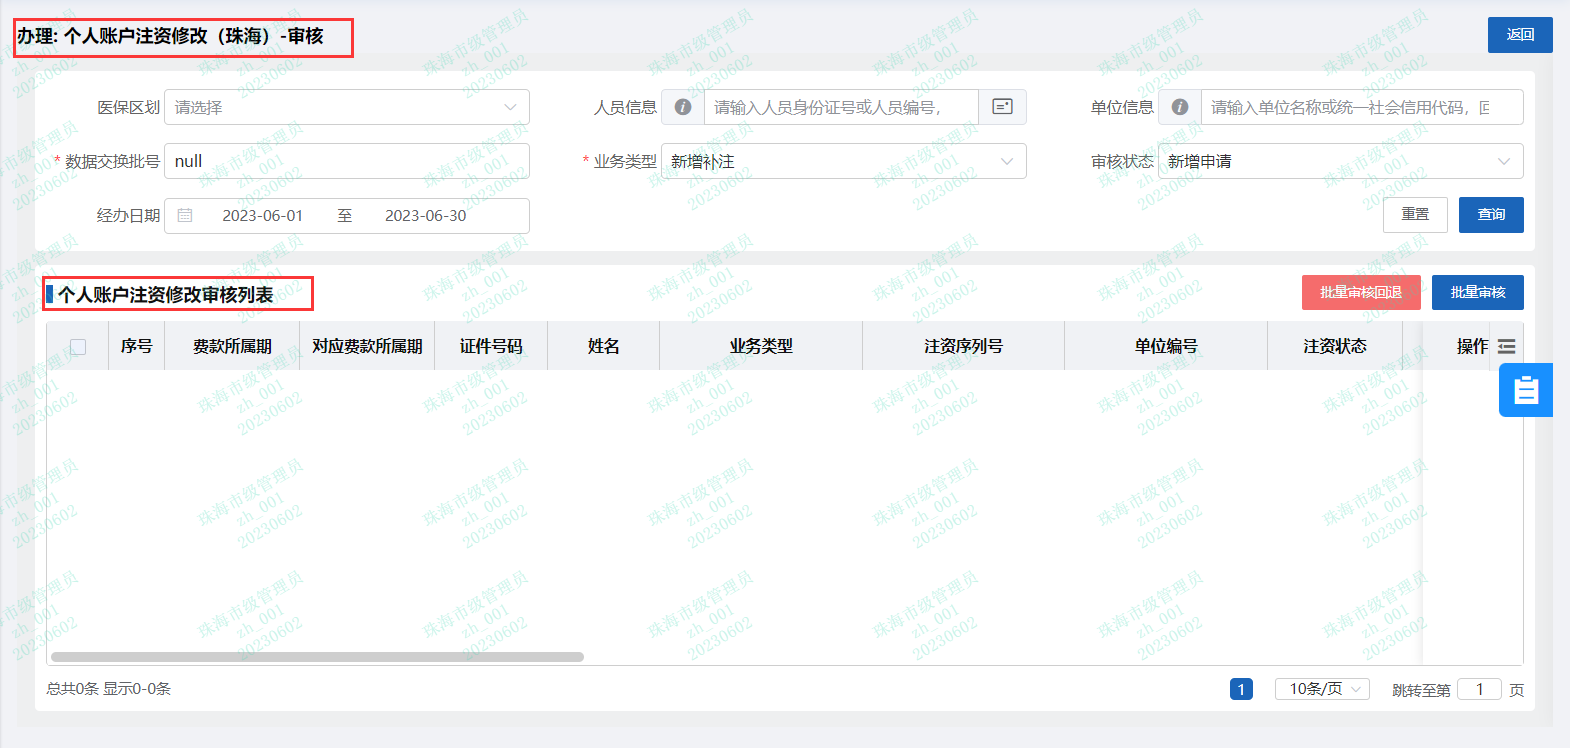 办理: 个人账户注资修改（珠海）-审核
返回
医保区划 请选择
人员信息 请输入人员身份证号或人员编号，
单位信息 请输入单位名称或统一社会信用代码，回
* 数据交换批号 null
* 业务类型 新增补注
审核状态 新增申请
经办日期 2023-06-01 至 2023-06-30
重置 查询
个人账户注资修改审核列表
批量审核回退 批量审核
序号 费款所属期 对应费款所属期 证件号码 姓名 业务类型 注资序列号 单位编号 注资状态 操作
总共0条 显示0-0条
1 10条/页 跳转至第 1 页
珠海市级管理员
zh_001
20230602